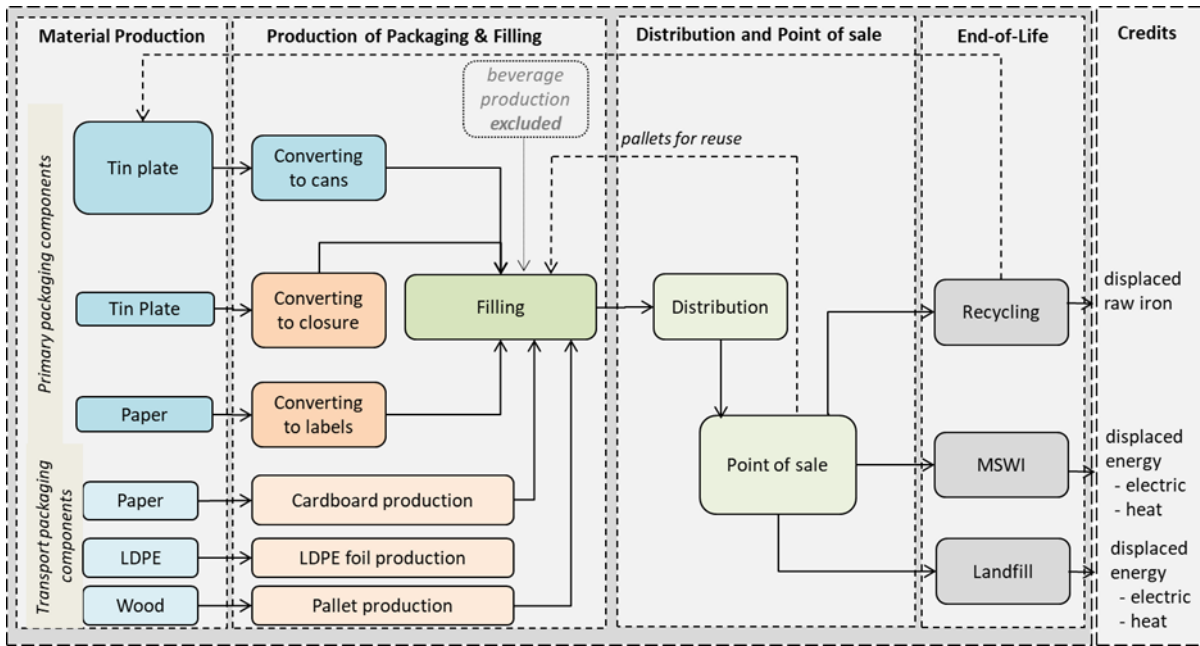 Material Production
Production of Packaging & Filling
Distribution and Point of sale
End-of-Life
Credits
beverage
production
excluded
pallets for reuse
Primary packaging components
Tin plate
Converting
to cans
Tin Plate
Converting
to closure
Filling
Distribution
Recycling
displaced
raw iron
Paper
Converting
to labels
Point of sale
MSWI
displaced
energy
- electric
- heat
Transport packaging
components
Paper
Cardboard production
LDPE
LDPE foil production
Landfill
displaced
energy
- electric
- heat
Wood
Pallet production